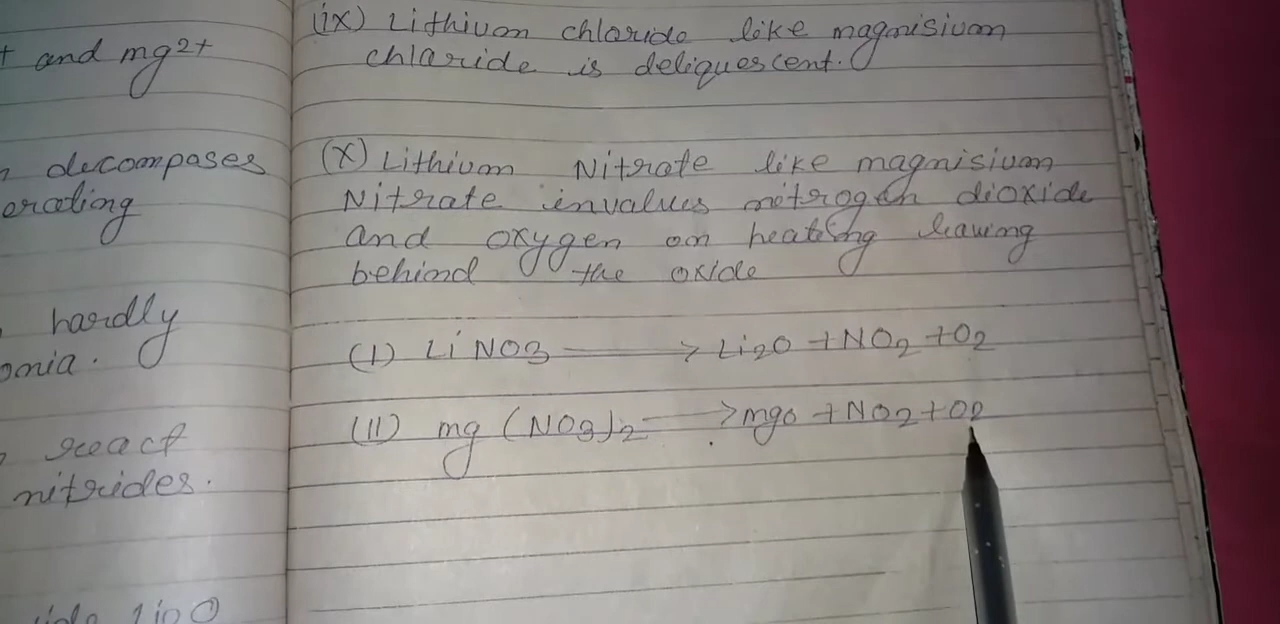 + and mg2+
decomposes
erating
hardly
onia.
react
nitrides.
Li2O
(ix) Lithium chloride like magnisium
chlaride is deliquescent.
(X) Lithium Nitrate like magnisium
Nitrate invalues nitrogen dioxide
and oxygen on heating leaving
behind the oxide
(I) LiNO3 → Li2O + NO2 + O2
(II) mg (NO3)2 → mgo + NO2 + O2